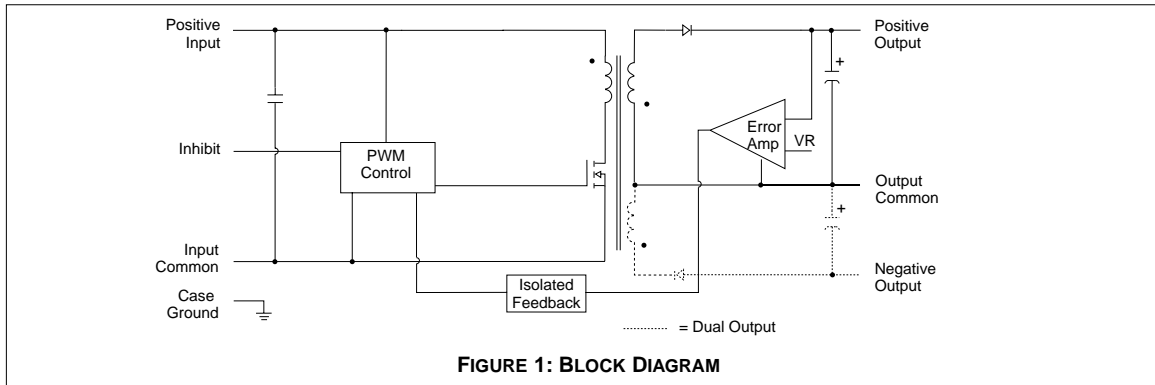 Positive
Input
Positive
Output
+
Error
Amp
VR
Inhibit
PWM
Control
Output
Common
+
Input
Common
Isolated
Feedback
Negative
Output
Case
Ground
= Dual Output
FIGURE 1: BLOCK DIAGRAM